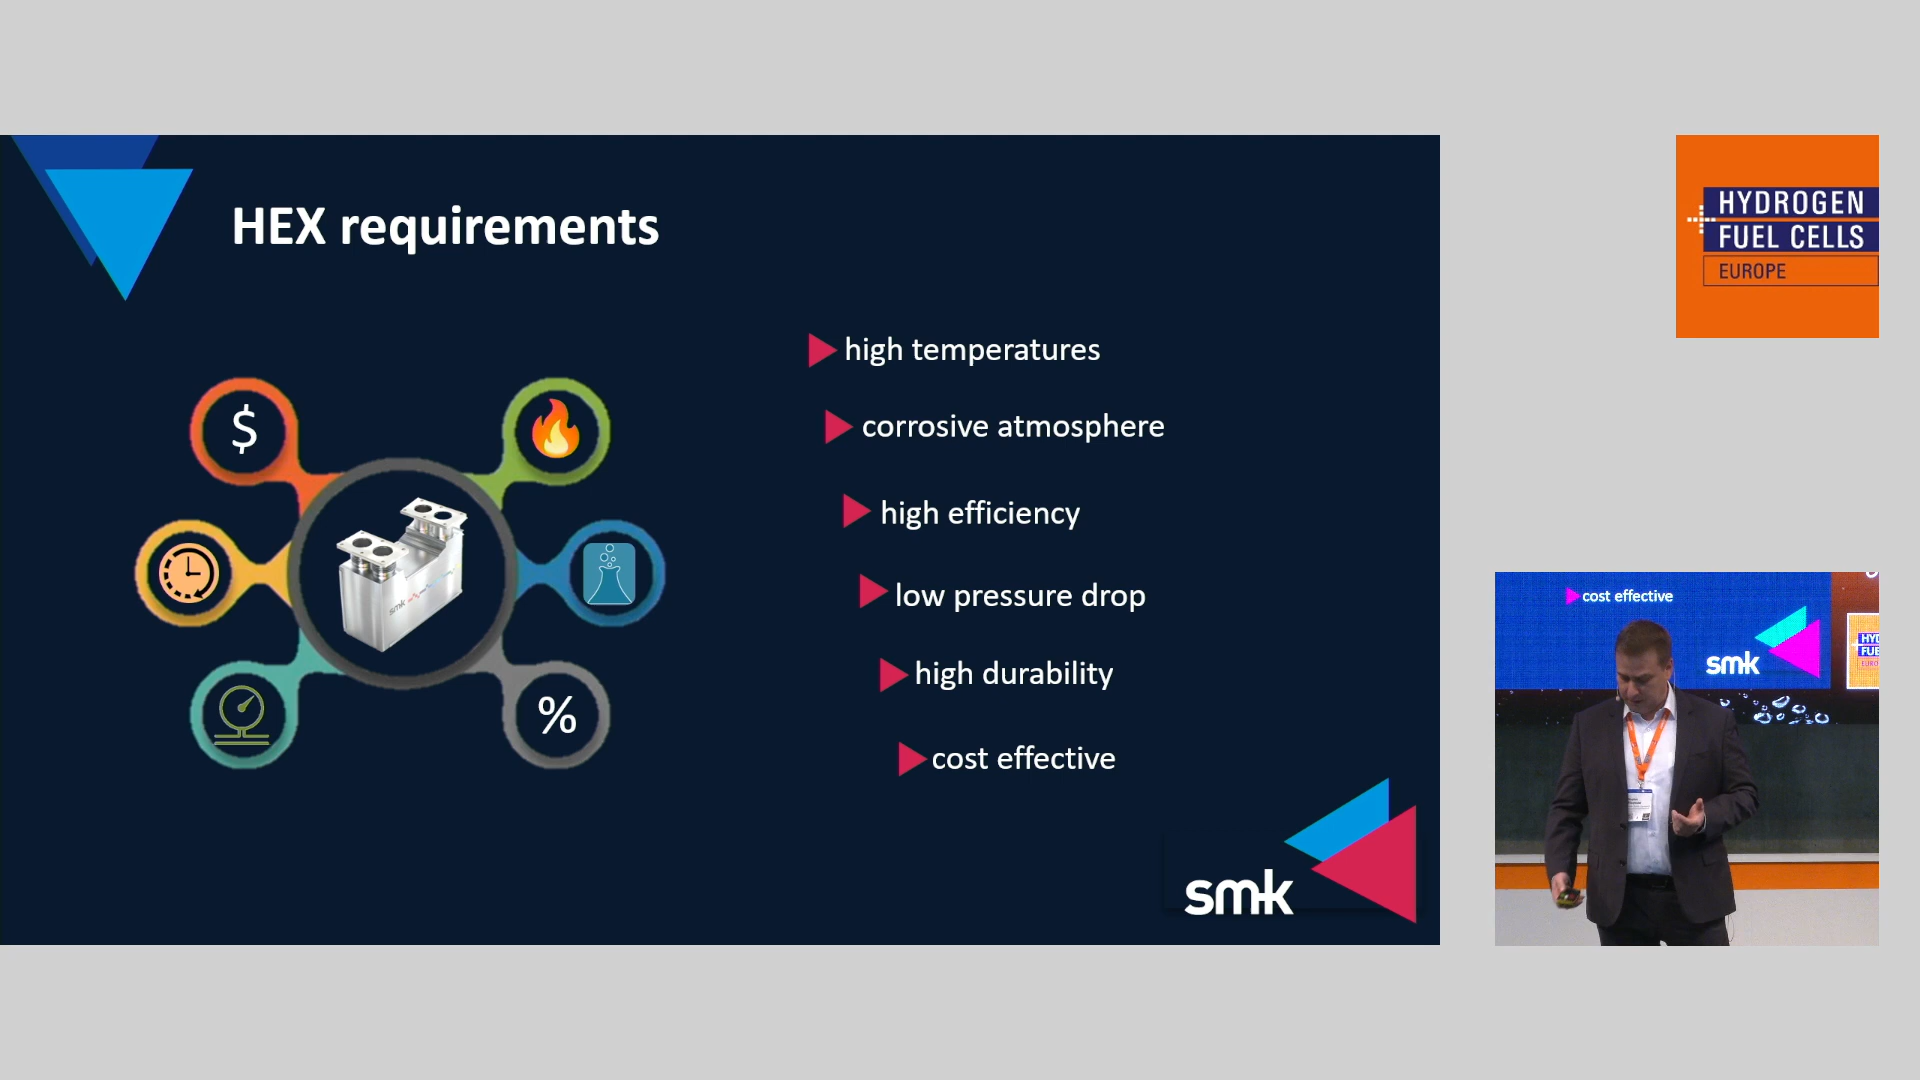 HEX requirements
$
%
smk
high temperatures
corrosive atmosphere
high efficiency
low pressure drop
high durability
cost effective
smk
HYDROGEN
FUEL CELLS
EUROPE
cost effective
smk